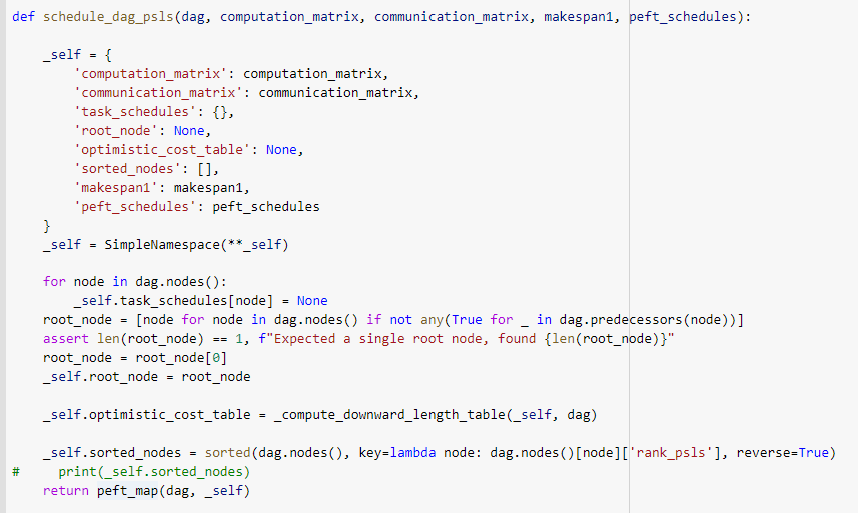 def schedule_dag_psls(dag, computation_matrix, communication_matrix, makespan1, peft_schedules):
    _self = {
        'computation_matrix': computation_matrix,
        'communication_matrix': communication_matrix,
        'task_schedules': {},
        'root_node': None,
        'optimistic_cost_table': None,
        'sorted_nodes': [],
        'makespan1': makespan1,
        'peft_schedules': peft_schedules
    }
    _self = SimpleNamespace(**_self)
    for node in dag.nodes():
        _self.task_schedules[node] = None
    root_node = [node for node in dag.nodes() if not any(True for _ in dag.predecessors(node))]
    assert len(root_node) == 1, f"Expected a single root node, found {len(root_node)}"
    root_node = root_node[0]
    _self.root_node = root_node
    _self.optimistic_cost_table = _compute_downward_length_table(_self, dag)
    _self.sorted_nodes = sorted(dag.nodes(), key=lambda node: dag.nodes()[node]['rank_psls'], reverse=True)
#     print(_self.sorted_nodes)
    return peft_map(dag, _self)